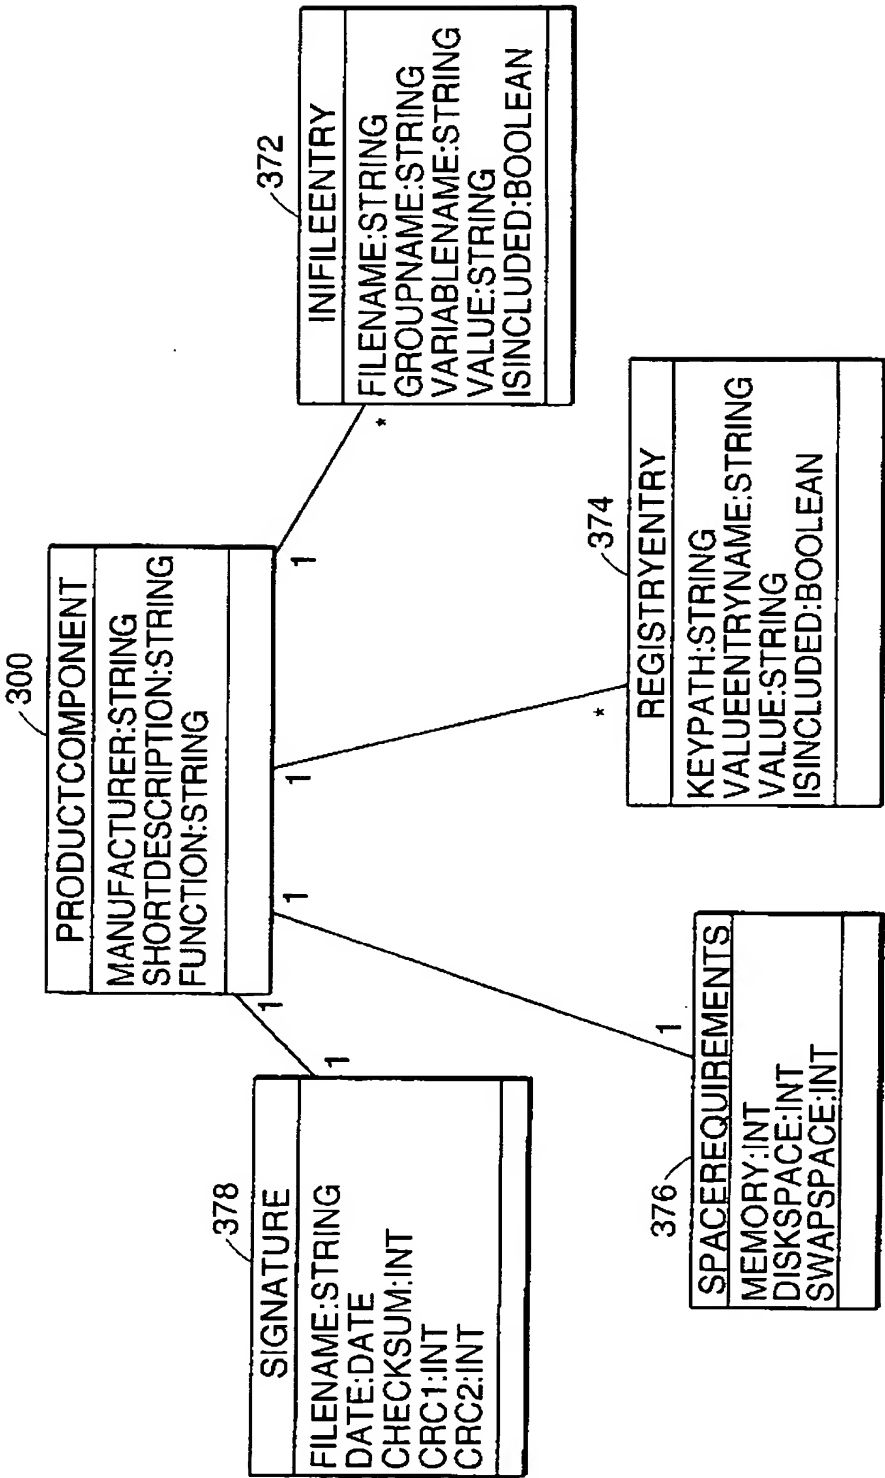 300
PRODUCTCOMPONENT
MANUFACTURER:STRING
SHORTDESCRIPTION:STRING
FUNCTION:STRING
1
1
1
1
1
1
*
*
378
SIGNATURE
FILENAME:STRING
DATE:DATE
CHECKSUM:INT
CRC1:INT
CRC2:INT
376
SPACEREQUIREMENTS
MEMORY:INT
DISKSPACE:INT
SWAPSPACE:INT
374
REGISTRYENTRY
KEYPATH:STRING
VALUEENTRYNAME:STRING
VALUE:STRING
ISINCLUDED:BOOLEAN
372
INIFILEENTRY
FILENAME:STRING
GROUPNAME:STRING
VARIABLENAME:STRING
VALUE:STRING
ISINCLUDED:BOOLEAN